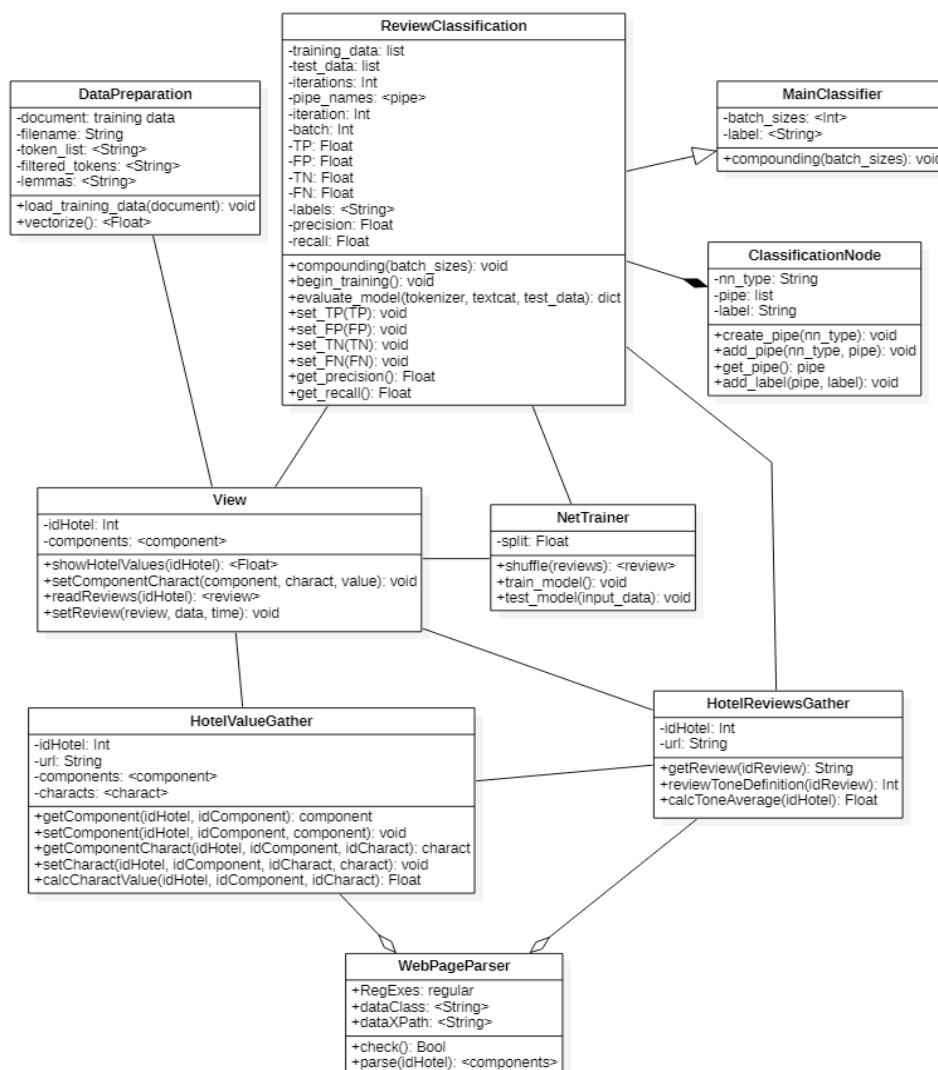 ReviewClassification
-training_data: list
-test_data: list
-iterations: Int
-pipe_names: <pipe>
-iteration: Int
-batch: Int
-TP: Float
-FP: Float
-TN: Float
-FN: Float
-labels: <String>
-precision: Float
-recall: Float
+compounding(batch_sizes): void
+begin_training(): void
+evaluate_model(tokenizer, textcat, test_data): dict
+set_TP(TP): void
+set_FP(FP): void
+set_TN(TN): void
+set_FN(FN): void
+get_precision(): Float
+get_recall(): Float
DataPreparation
-document: training data
-filename: String
-token_list: <String>
-filtered_tokens: <String>
-lemmas: <String>
+load_training_data(document): void
+vectorize(): <Float>
MainClassifier
-batch_sizes: <Int>
-label: <String>
+compounding(batch_sizes): void
ClassificationNode
-nn_type: String
-pipe: list
-label: String
+create_pipe(nn_type): void
+add_pipe(nn_type, pipe): void
+get_pipe(): pipe
+add_label(pipe, label): void
View
-idHotel: Int
-components: <component>
+showHotelValues(idHotel): <Float>
+setComponentCharact(component, charact, value): void
+readReviews(idHotel): <review>
+setReview(review, data, time): void
NetTrainer
-split: Float
+shuffle(reviews): <review>
+train_model(): void
+test_model(input_data): void
HotelValueGather
-idHotel: Int
-url: String
-components: <component>
-characts: <charact>
+getComponent(idHotel, idComponent): component
+setComponent(idHotel, idComponent, component): void
+getComponentCharact(idHotel, idComponent, idCharact): charact
+setCharact(idHotel, idComponent, idCharact, charact): void
+calcCharactValue(idHotel, idComponent, idCharact): Float
HotelReviewsGather
-idHotel: Int
-url: String
+getReview(idReview): String
+reviewToneDefinition(idReview): Int
+calcToneAverage(idHotel): Float
WebPageParser
+RegExes: regular
+dataClass: <String>
+dataXPath: <String>
+check(): Bool
+parse(idHotel): <components>